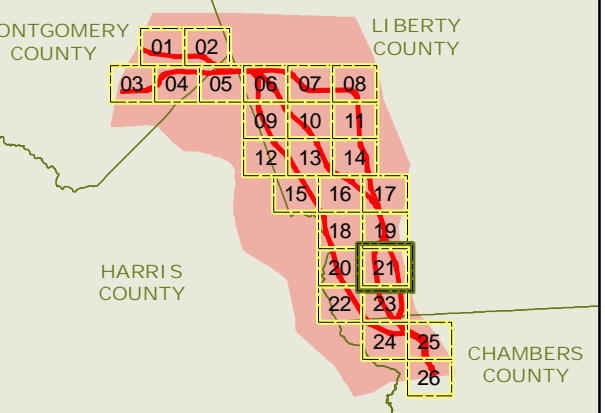 ONTGOMERY
COUNTY
LIBERTY
COUNTY
01 02
03 04 05 06 07 08
09 10 11
12 13 14
15 16 17
18 19
20 21
22 23
24 25
26
HARRIS
COUNTY
CHAMBERS
COUNTY